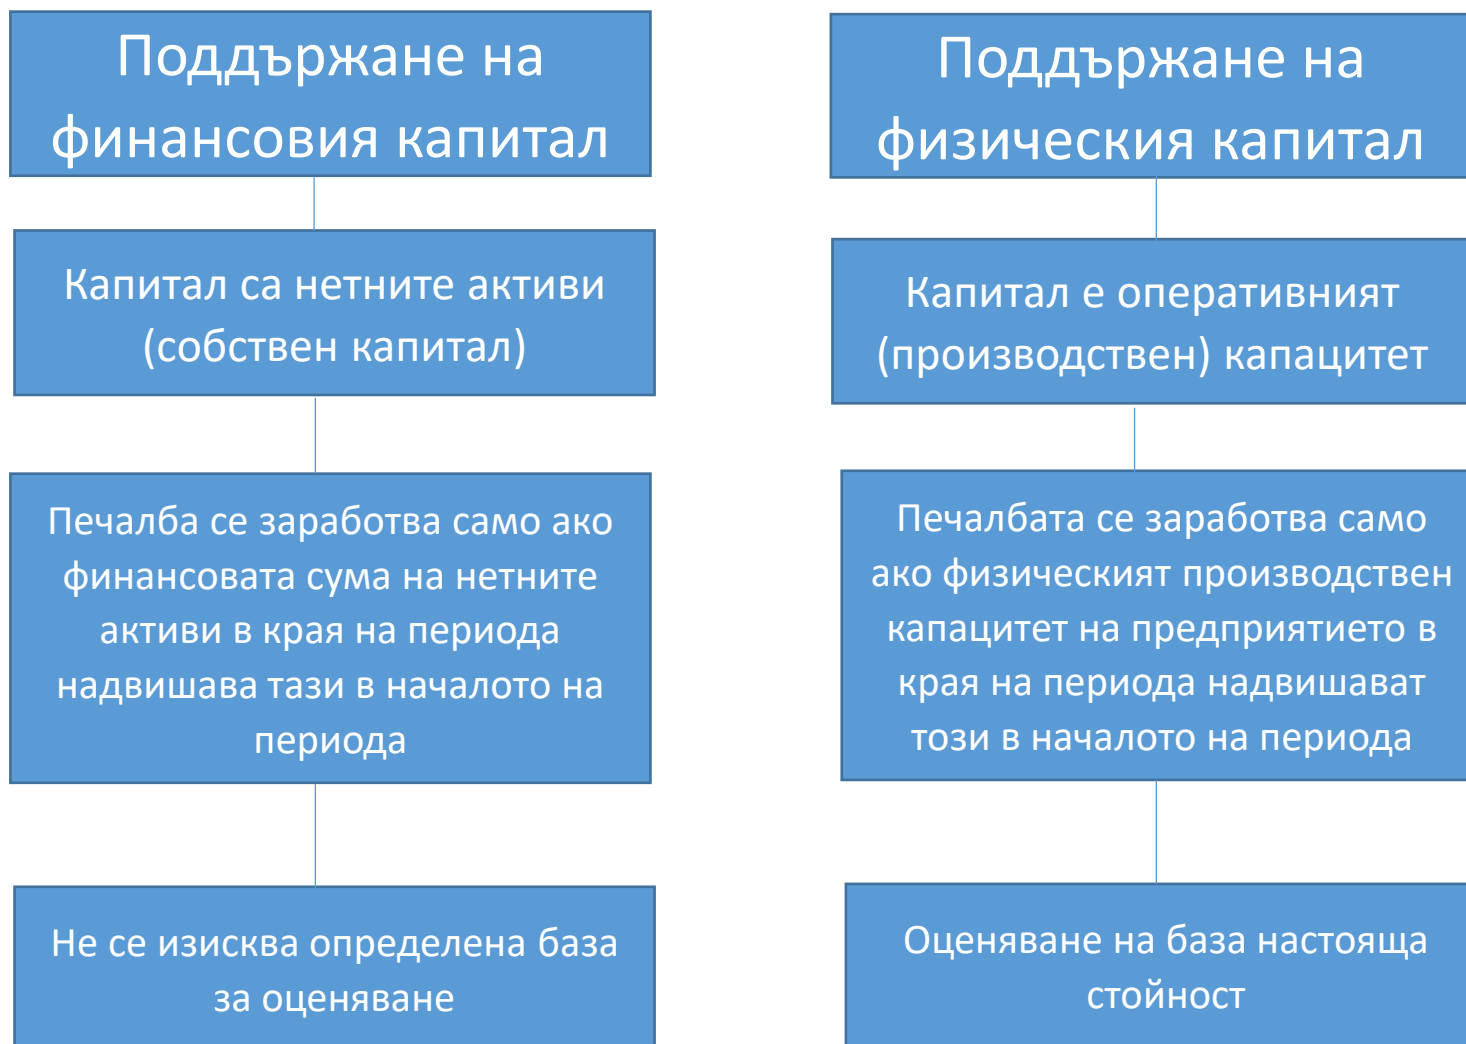 Поддържане на
финансовия капитал
Капитал са нетните активи
(собствен капитал)
Печалба се заработва само ако
финансовата сума на нетните
активи в края на периода
надвишава тази в началото на
периода
Не се изисква определена база
за оценяване
Поддържане на
физическия капитал
Капитал е оперативният
(производствен) капацитет
Печалбата се заработва само
ако физическият производствен
капацитет на предприятието в
края на периода надвишават
този в началото на периода
Оценяване на база настояща
стойност